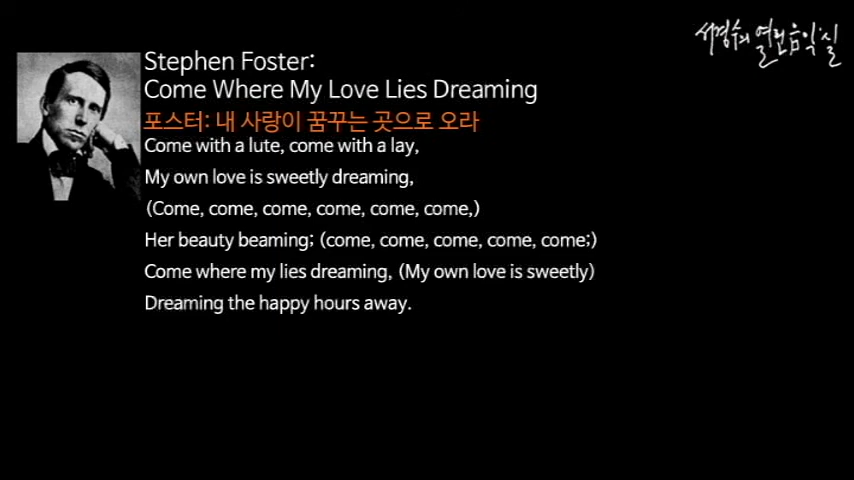 서경수의 열린음악실
Stephen Foster:
Come Where My Love Lies Dreaming
포스터: 내 사랑이 꿈꾸는 곳으로 오라
Come with a lute, come with a lay,
My own love is sweetly dreaming,
(Come, come, come, come, come, come,)
Her beauty beaming; (come, come, come, come, come;)
Come where my lies dreaming, (My own love is sweetly)
Dreaming the happy hours away.